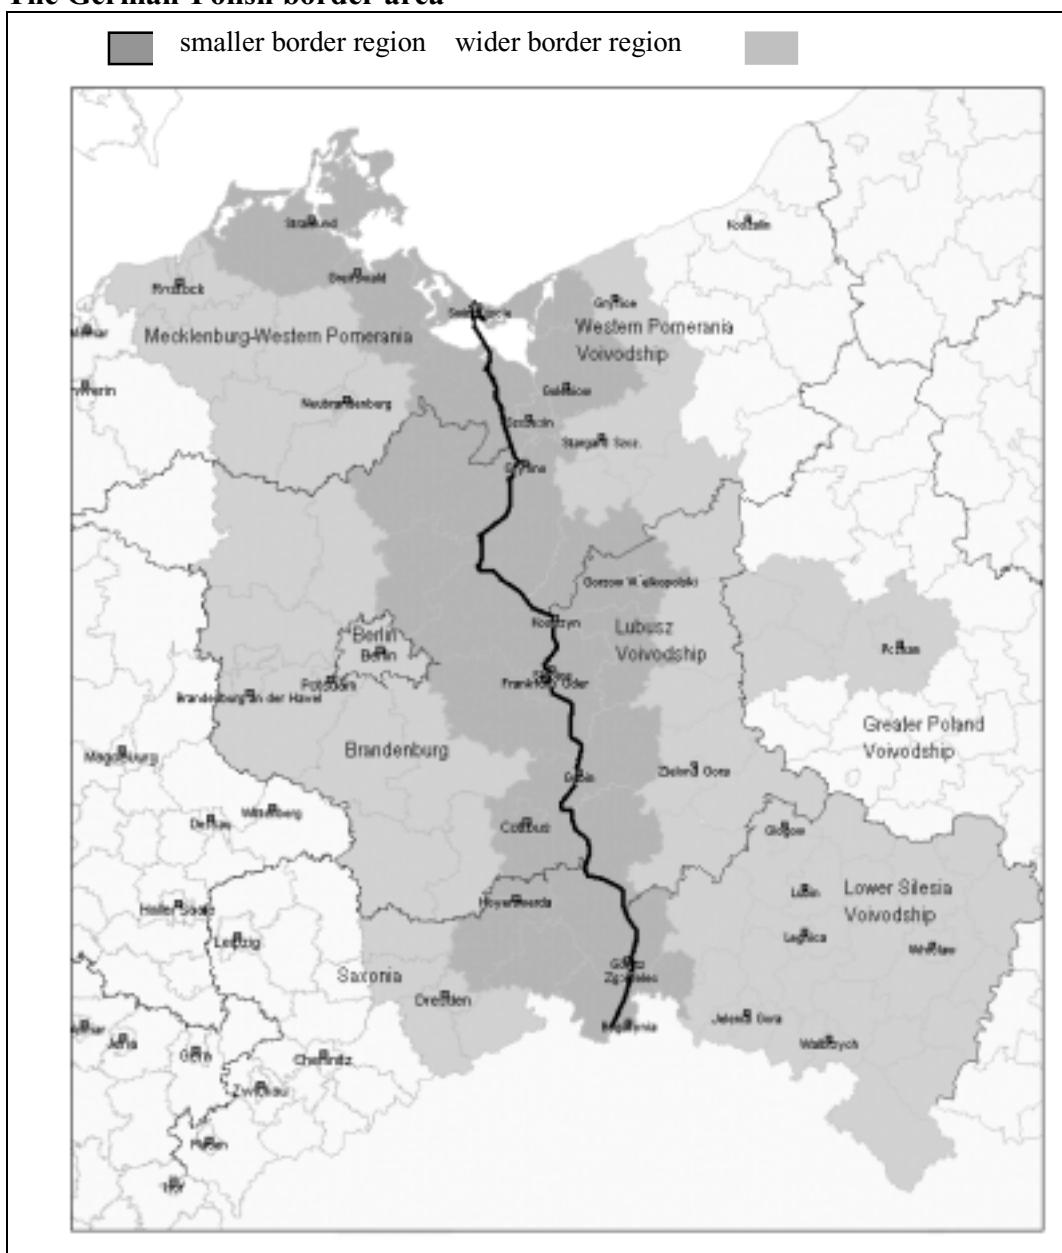 The German-Polish border area
smaller border region wider border region
Stralsund
Koszalin
Greifswald
Rostock
Gryfice
Western Pomerania
Voivodship
Mecklenburg-Western Pomerania
Goleniow
Neubrandenburg
Szczecin
Stargard Szcz.
Gryfino
Gorzow Wielkopolski
Kostrzyn
Lubusz
Voivodship
Berlin
Berlin
Poznan
Potsdam
Frankfurt/Oder
Brandenburg an der Havel
Greater Poland
Voivodship
Brandenburg
Magdeburg
Zielona Gora
Gubin
Wittenberg
Dessau
Cottbus
Glogow
Lubin
Lower Silesia
Voivodship
Hoyerswerda
Halle/Saale
Leipzig
Legnica
Wroclaw
Görlitz
Zgorzelec
Saxonia
Dresden
Jelenia Gora
Bogatynia
Walbrzych
Jena
Gera
Chemnitz
Zwickau
Plauen
Hof